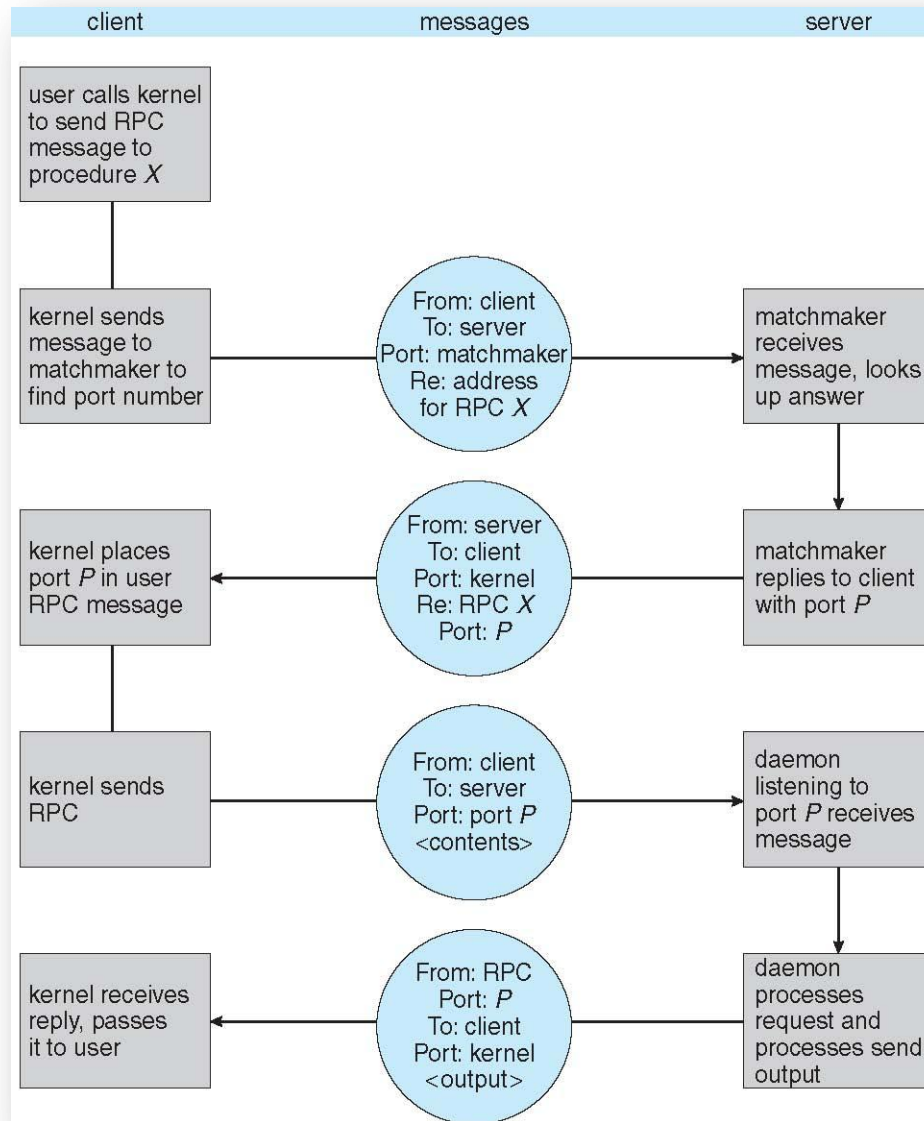 client
messages
server
user calls kernel
to send RPC
message to
procedure X
kernel sends
message to
matchmaker to
find port number
From: client
To: server
Port: matchmaker
Re: address
for RPC X
matchmaker
receives
message, looks
up answer
kernel places
port P in user
RPC message
From: server
To: client
Port: kernel
Re: RPC X
Port: P
matchmaker
replies to client
with port P
kernel sends
RPC
From: client
To: server
Port: port P
<contents>
daemon
listening to
port P receives
message
kernel receives
reply, passes
it to user
From: RPC
Port: P
To: client
Port: kernel
<output>
daemon
processes
request and
processes send
output